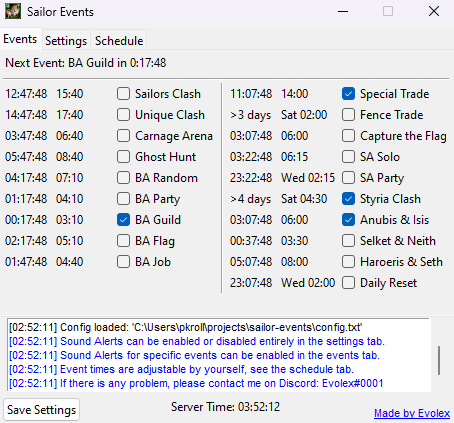 Sailor Events
Events Settings Schedule
Next Event: BA Guild in 0:17:48
12:47:48 15:40 Sailors Clash
14:47:48 17:40 Unique Clash
03:47:48 06:40 Carnage Arena
05:47:48 08:40 Ghost Hunt
04:17:48 07:10 BA Random
01:17:48 04:10 BA Party
00:17:48 03:10 BA Guild
02:17:48 05:10 BA Flag
01:47:48 04:40 BA Job
11:07:48 14:00 Special Trade
>3 days Sat 02:00 Fence Trade
03:07:48 06:00 Capture the Flag
03:22:48 06:15 SA Solo
23:22:48 Wed 02:15 SA Party
>4 days Sat 04:30 Styria Clash
03:07:48 06:00 Anubis & Isis
00:37:48 03:30 Selket & Neith
05:07:48 08:00 Haroeris & Seth
23:07:48 Wed 02:00 Daily Reset
[02:52:11] Config loaded: 'C:\Users\pkroll\projects\sailor-events\config.txt'
[02:52:11] Sound Alerts can be enabled or disabled entirely in the settings tab.
[02:52:11] Sound Alerts for specific events can be enabled in the events tab.
[02:52:11] Event times are adjustable by yourself, see the schedule tab.
[02:52:11] If there is any problem, please contact me on Discord: Evolex#0001
Save Settings
Server Time: 03:52:12
Made by Evolex